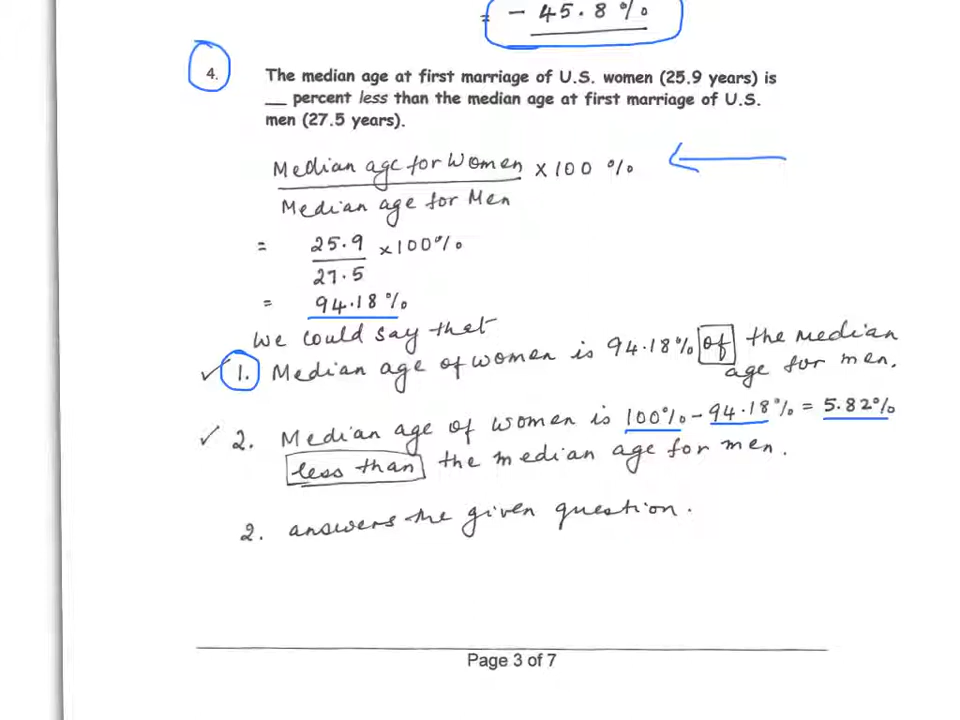 = - 45.8%
4. The median age at first marriage of U.S. women (25.9 years) is
__ percent less than the median age at first marriage of U.S.
men (27.5 years).
Median age for Women × 100 %
Median age for Men
= 25.9 × 100%
27.5
= 94.18%
We could say that
✓ 1. Median age of women is 94.18% of the median
age for men.
✓ 2. Median age of women is 100% - 94.18% = 5.82%
less than the median age for men.
2. answers the given question.
Page 3 of 7